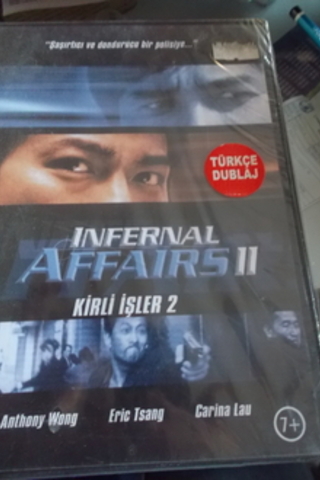 "Şaşırtıcı ve dondurucu bir polisiye..."
TÜRKÇE
DUBLAJ
INFERNAL
AFFAIRS II
KİRLİ İŞLER 2
Anthony Wong Eric Tsang Carina Lau
7+